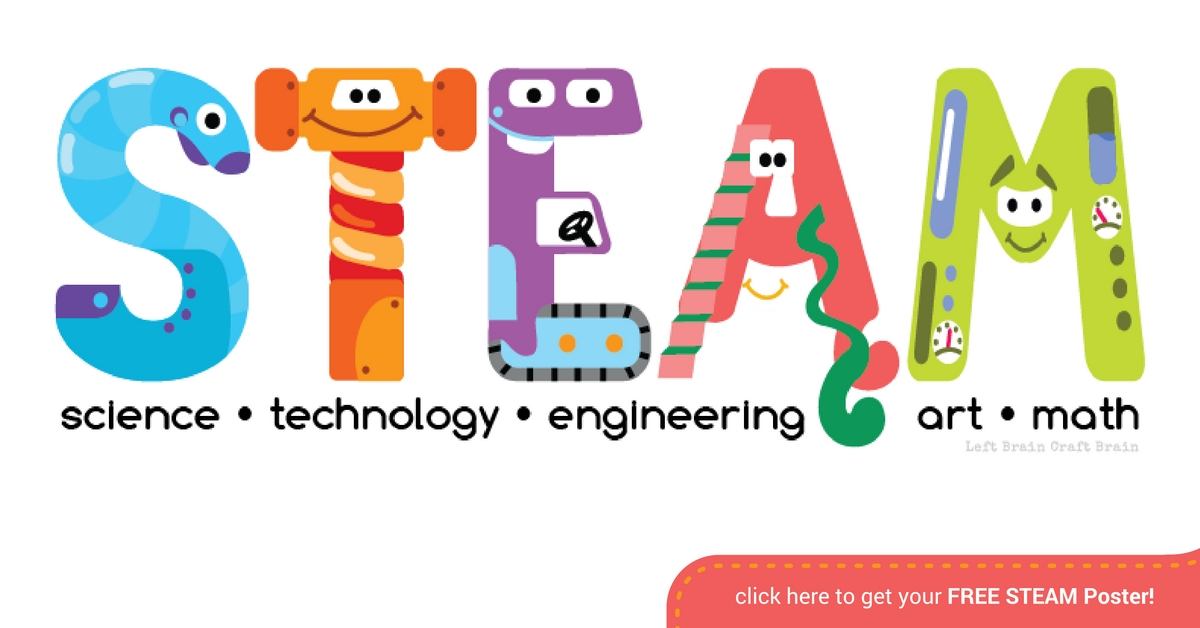 STEAM
science • technology • engineering art • math
Left Brain Craft Brain
click here to get your FREE STEAM Poster!